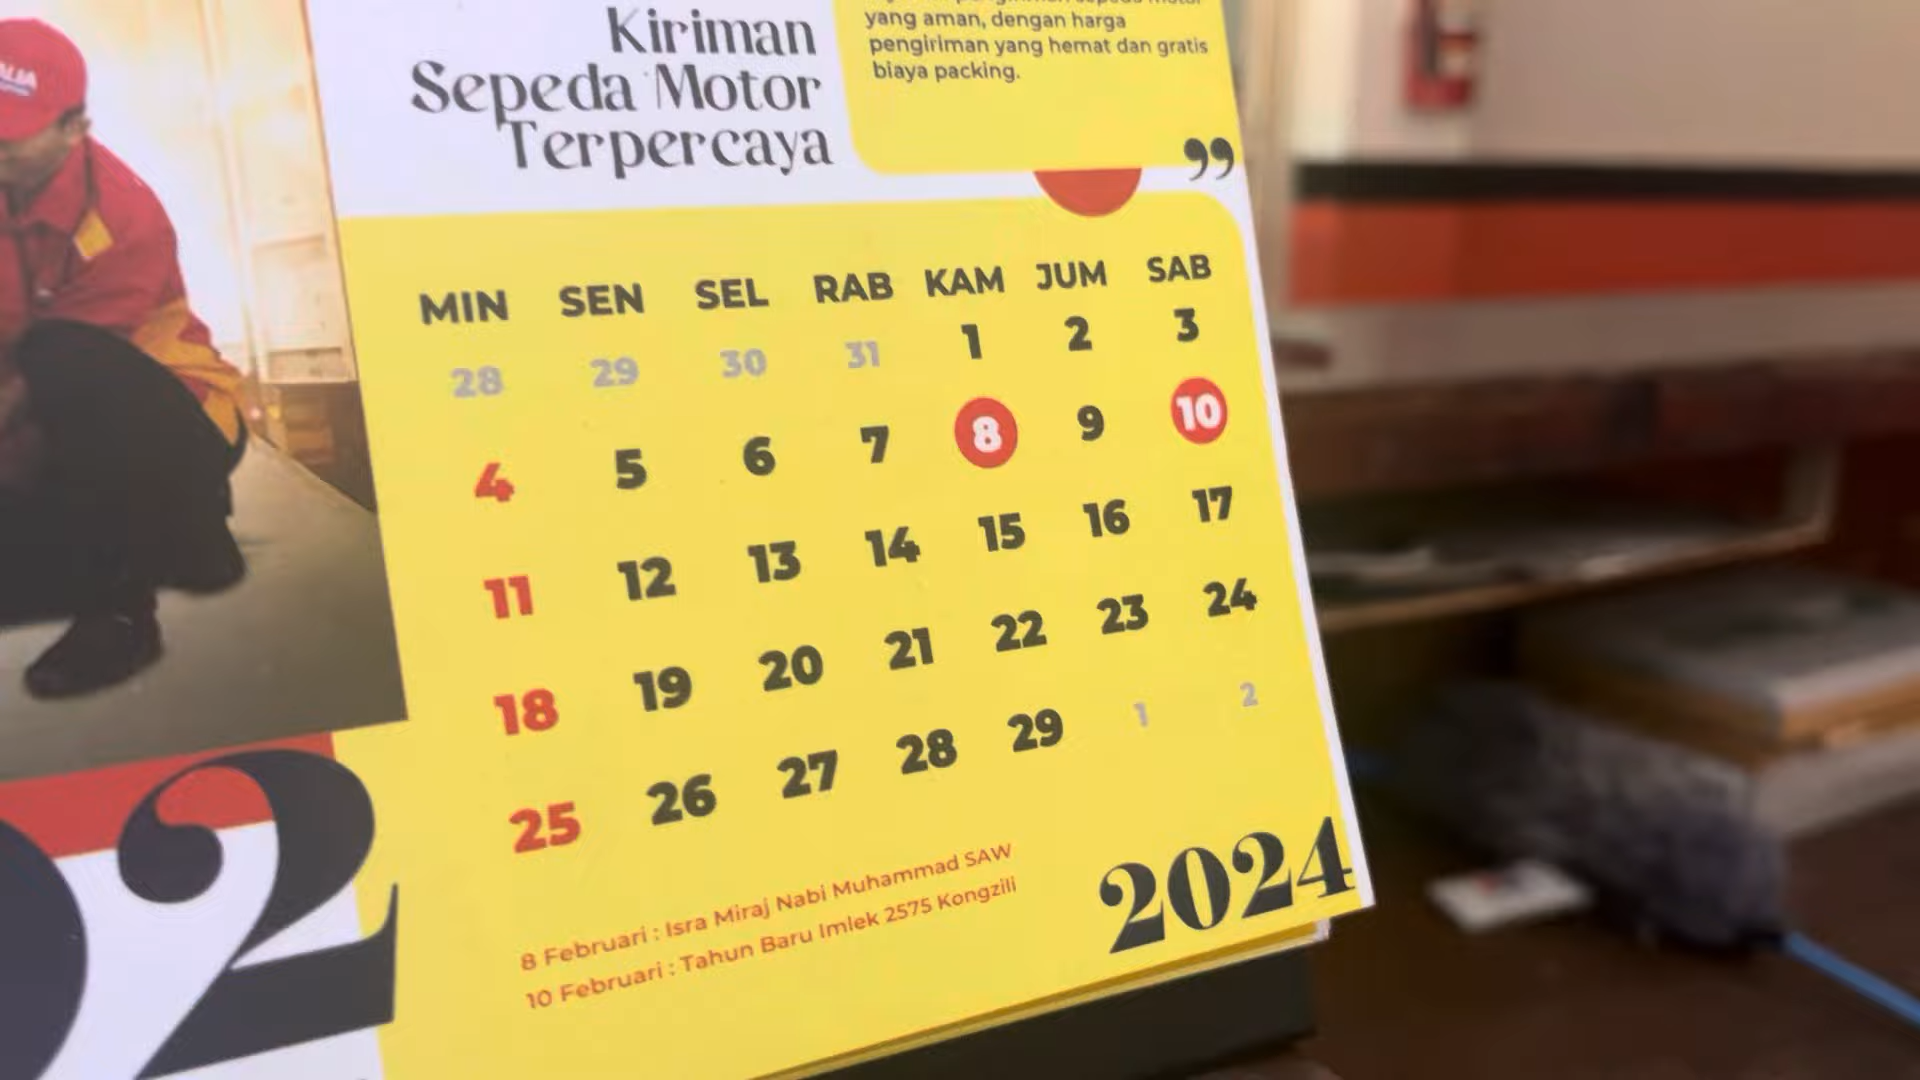 Kiriman
Sepeda Motor
Terpercaya
yang aman, dengan harga
pengiriman yang hemat dan gratis
biaya packing.
”
MIN SEN SEL RAB KAM JUM SAB
28 29 30 31 1 2 3
4 5 6 7 8 9 10
11 12 13 14 15 16 17
18 19 20 21 22 23 24
25 26 27 28 29 1 2
8 Februari : Isra Miraj Nabi Muhammad SAW
10 Februari : Tahun Baru Imlek 2575 Kongzili
2024
02